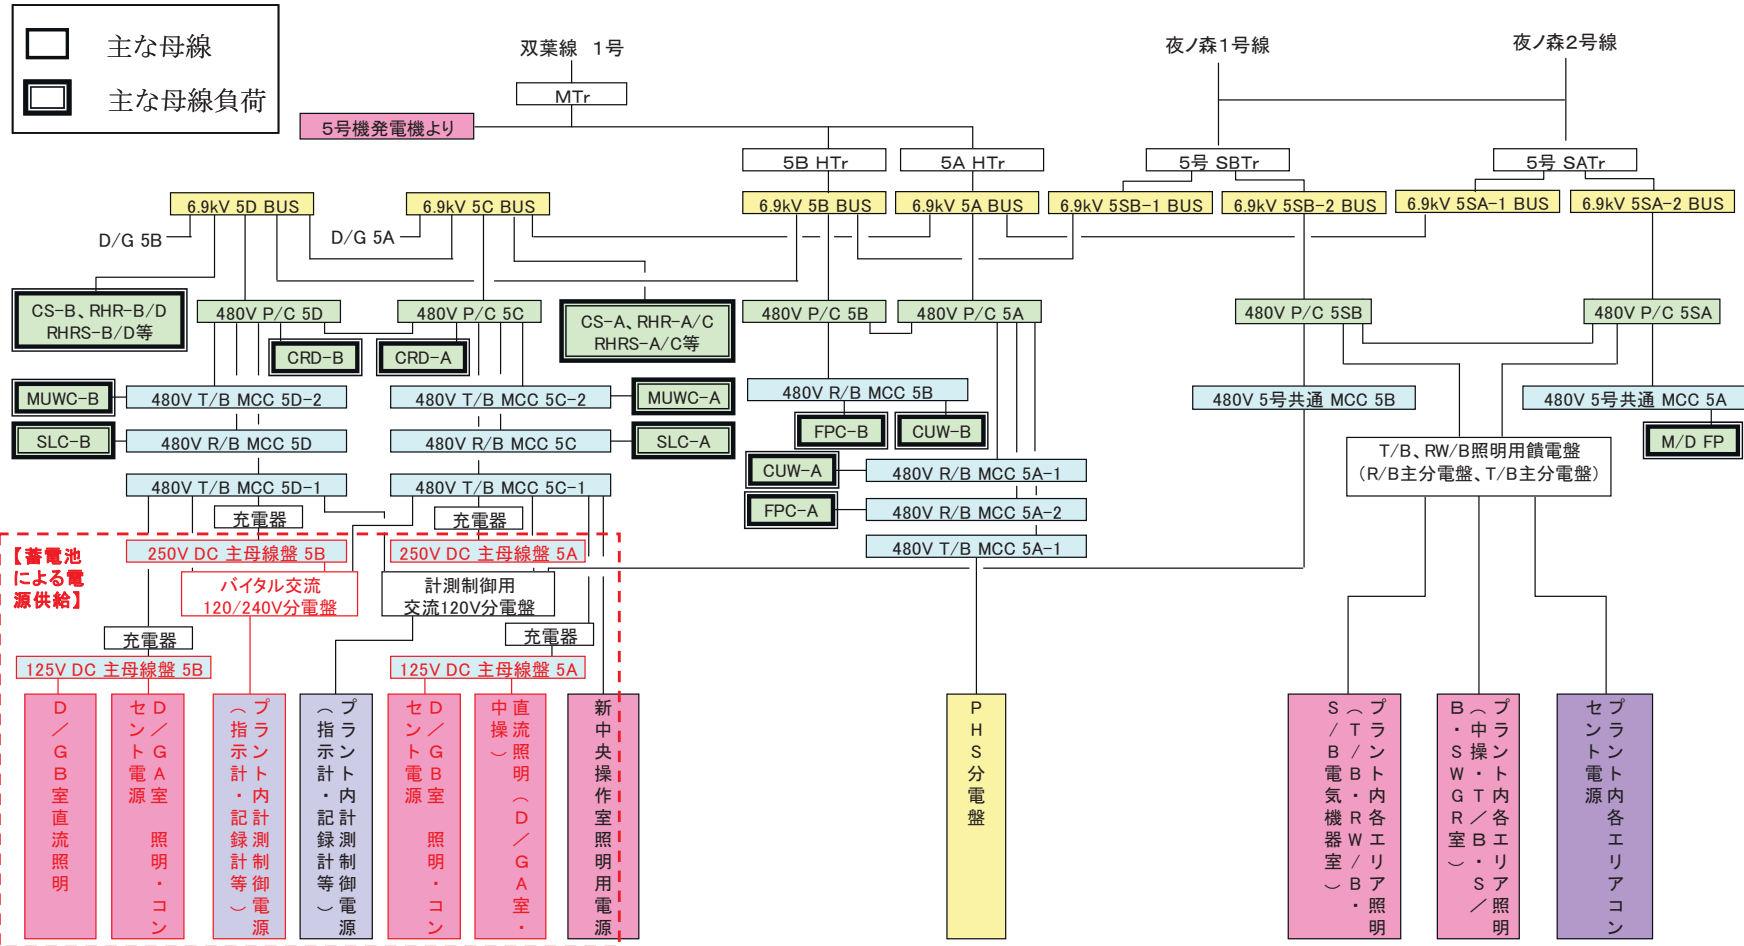 主な母線
主な母線負荷
双葉線 1号
夜ノ森1号線
夜ノ森2号線
MTr
5号機発電機より
5B HTr
5A HTr
5号 SBTr
5号 SATr
6.9kV 5D BUS
6.9kV 5C BUS
6.9kV 5B BUS
6.9kV 5A BUS
6.9kV 5SB-1 BUS
6.9kV 5SB-2 BUS
6.9kV 5SA-1 BUS
6.9kV 5SA-2 BUS
D/G 5B
D/G 5A
CS-B、RHR-B/D
RHRS-B/D等
480V P/C 5D
480V P/C 5C
CS-A、RHR-A/C
RHRS-A/C等
480V P/C 5B
480V P/C 5A
480V P/C 5SB
480V P/C 5SA
CRD-B
CRD-A
MUWC-B
480V T/B MCC 5D-2
480V T/B MCC 5C-2
MUWC-A
480V R/B MCC 5B
480V 5号共通 MCC 5B
480V 5号共通 MCC 5A
SLC-B
480V R/B MCC 5D
480V R/B MCC 5C
SLC-A
FPC-B
CUW-B
M/D FP
T/B、RW/B照明用饋電盤
(R/B主分電盤、T/B主分電盤)
CUW-A
480V R/B MCC 5A-1
480V T/B MCC 5D-1
480V T/B MCC 5C-1
FPC-A
480V R/B MCC 5A-2
充電器
充電器
480V T/B MCC 5A-1
【蓄電池
による電
源供給】
250V DC 主母線盤 5B
250V DC 主母線盤 5A
バイタル交流
120/240V分電盤
計測制御用
交流120V分電盤
充電器
充電器
125V DC 主母線盤 5B
125V DC 主母線盤 5A
D/GB室直流照明
D/GA室 照明・コン
セント電源
プラント内計測制御電源
(指示計・記録計等)
プラント内計測制御電源
(指示計・記録計等)
D/GB室 照明・コン
セント電源
直流照明(D/GA室・
中操)
新中央操作室照明用電源
PHS分電盤
プラント内各エリア照明
(T/B・RW/B・
S/B電気機器室)
プラント内各エリア照明
(中操・T/B・S/
B・SWGR室)
プラント内各エリアコン
セント電源